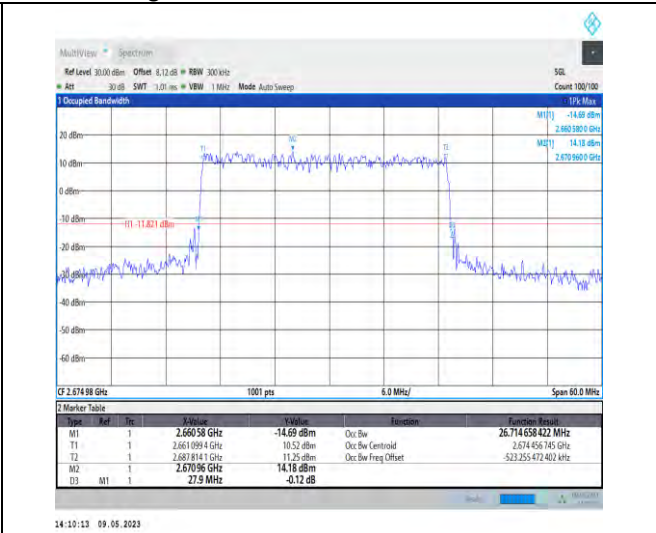 MultiView Spectrum
Ref Level 30.00 dBm Offset 8.12 dB RBW 300 kHz SGL
Att 30 dB SWT 1.01 ms VBW 1 MHz Mode Auto Sweep Count 100/100
1 Occupied Bandwidth 1Pk Max
M1[1] -14.69 dBm
2.660 580 0 GHz
M2[1] 14.18 dBm
2.670 960 0 GHz
20 dBm
M2
T1
T2
10 dBm
0 dBm
-10 dBm
H1 -11.821 dBm
-20 dBm
-40 dBm
-50 dBm
-60 dBm
CF 2.674 98 GHz 1001 pts 6.0 MHz/ Span 60.0 MHz
2 Marker Table
Type Ref Trc X-Value Y-Value Function Function Result
M1 1 2.660 58 GHz -14.69 dBm Occ Bw 26.714 658 422 MHz
T1 1 2.661 099 4 GHz 10.52 dBm Occ Bw Centroid 2.674 456 745 GHz
T2 1 2.687 814 1 GHz 11.25 dBm Occ Bw Freq Offset -523.255 472 402 kHz
M2 1 2.670 96 GHz 14.18 dBm
D3 M1 1 27.9 MHz -0.12 dB
14:10:13 09.05.2023